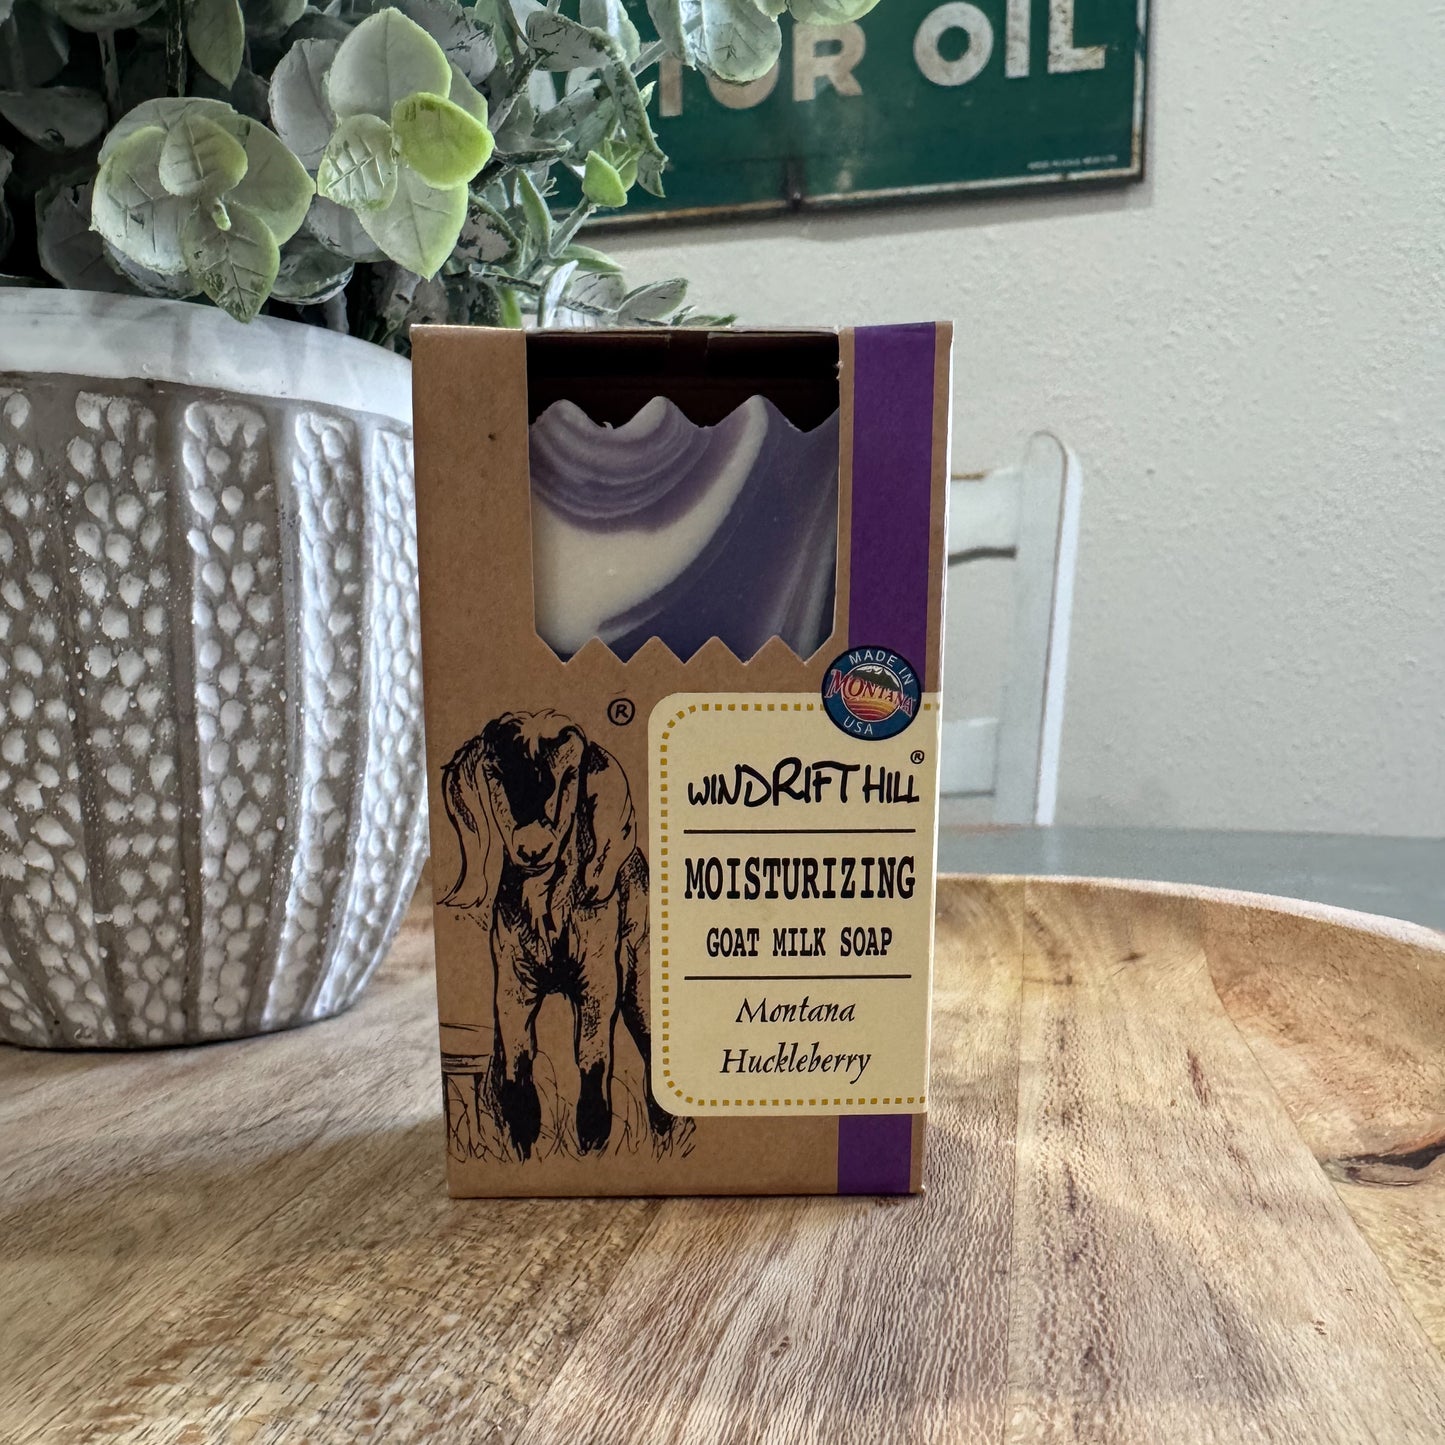 TOR OIL
MADE IN
MONTANA
USA
®
WINDRIFT HILL®
MOISTURIZING
GOAT MILK SOAP
Montana
Huckleberry